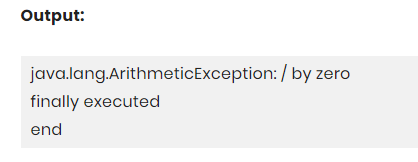 Output:
java.lang.ArithmeticException: / by zero
finally executed
end